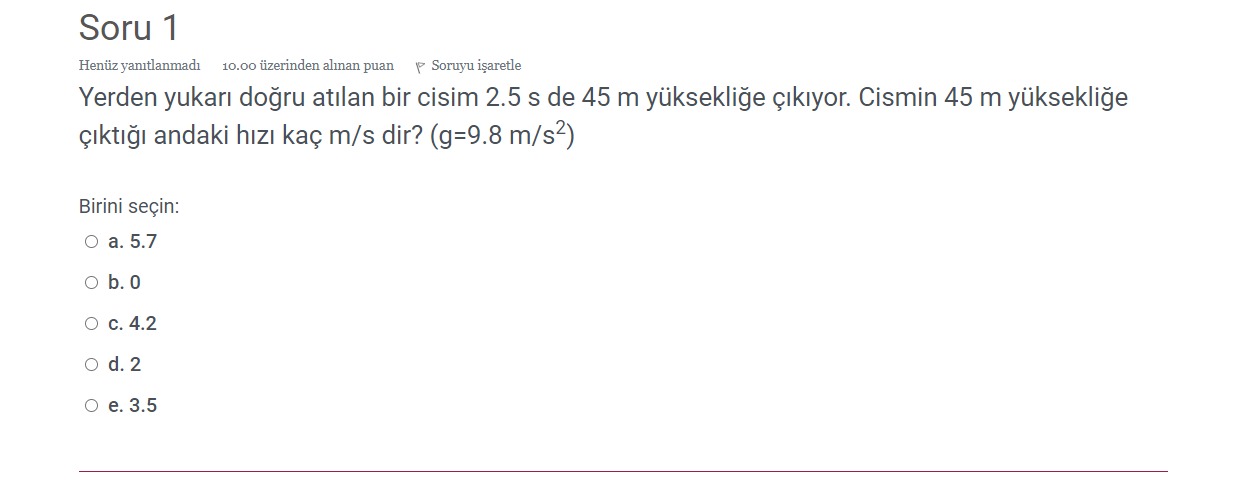 Soru 1
Henüz yanıtlanmadı 10.00 üzerinden alınan puan Soruyu işaretle
Yerden yukarı doğru atılan bir cisim 2.5 s de 45 m yüksekliğe çıkıyor. Cismin 45 m yüksekliğe
çıktığı andaki hızı kaç m/s dir? (g=9.8 m/s²)
Birini seçin:
a. 5.7
b. 0
c. 4.2
d. 2
e. 3.5